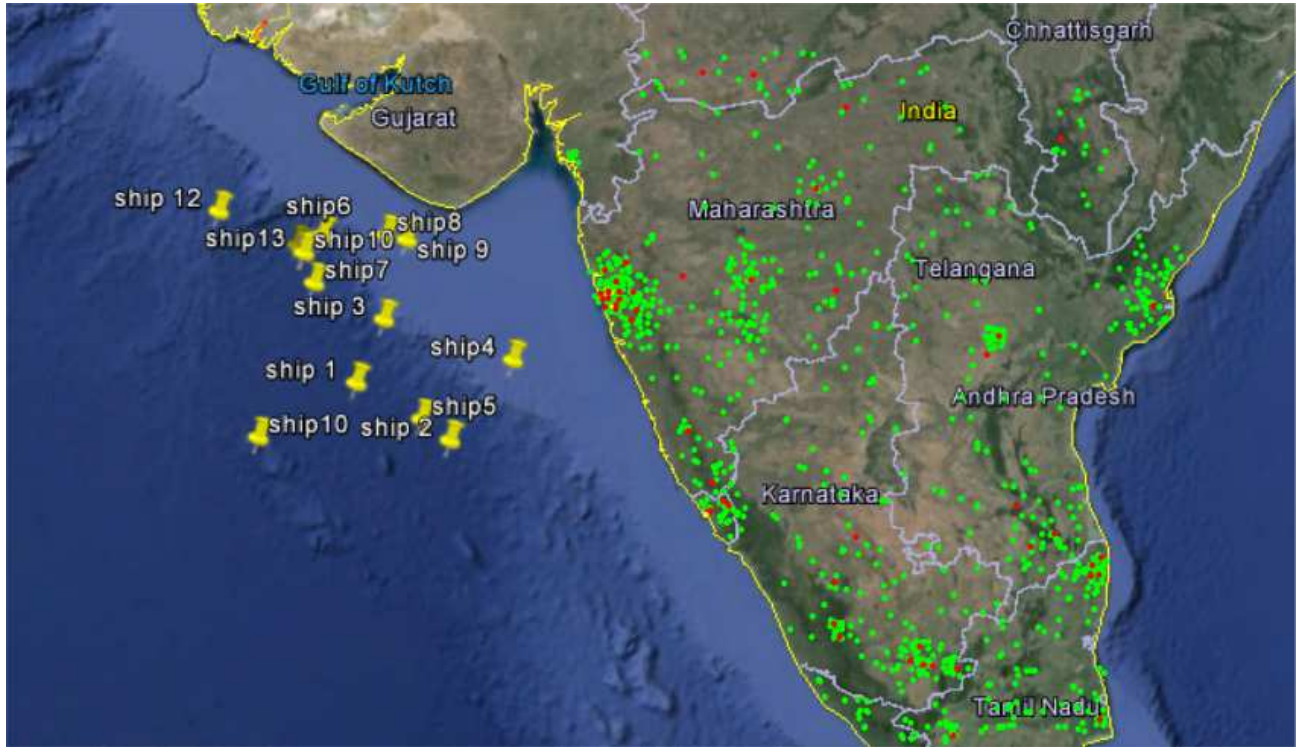 Chhattisgarh
Gulf of Kutch
Gujarat
India
ship 12
ship6
ship8
Maharashtra
ship13
ship10
ship 9
ship7
Telangana
ship 3
ship4
ship 1
Andhra Pradesh
ship5
ship10
ship 2
Karnataka
Tamil Nadu